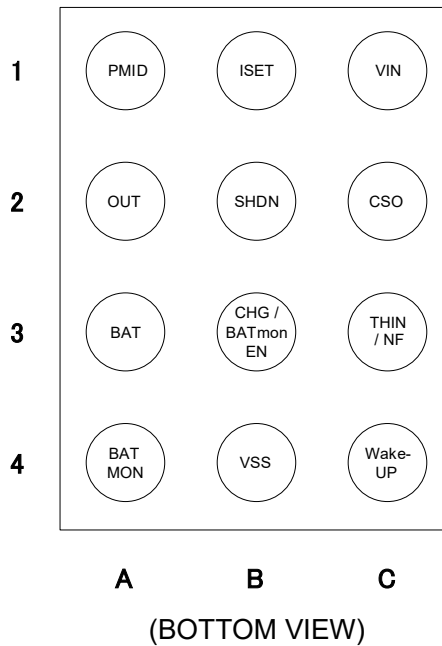 1
PMID
ISET
VIN
2
OUT
SHDN
CSO
3
BAT
CHG /
BATmon
EN
THIN
/ NF
4
BAT
MON
VSS
Wake-
UP
A
B
C
(BOTTOM VIEW)